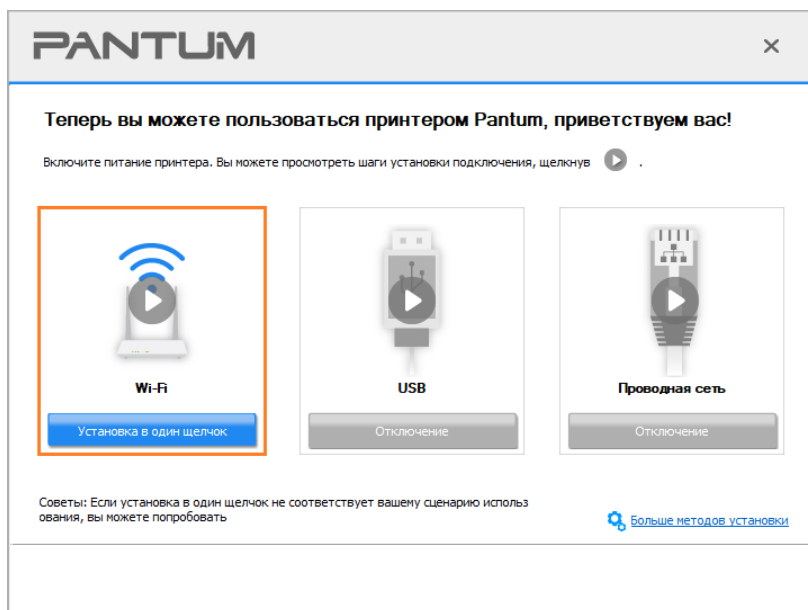 PANTUM
Теперь вы можете пользоваться принтером Pantum, приветствуем вас!
Включите питание принтера. Вы можете просмотреть шаги установки подключения, щелкнув .
Wi-Fi
USB
Проводная сеть
Установка в один щелчок
Отключение
Отключение
Советы: Если установка в один щелчок не соответствует вашему сценарию использ
ования, вы можете попробовать
Больше методов установки